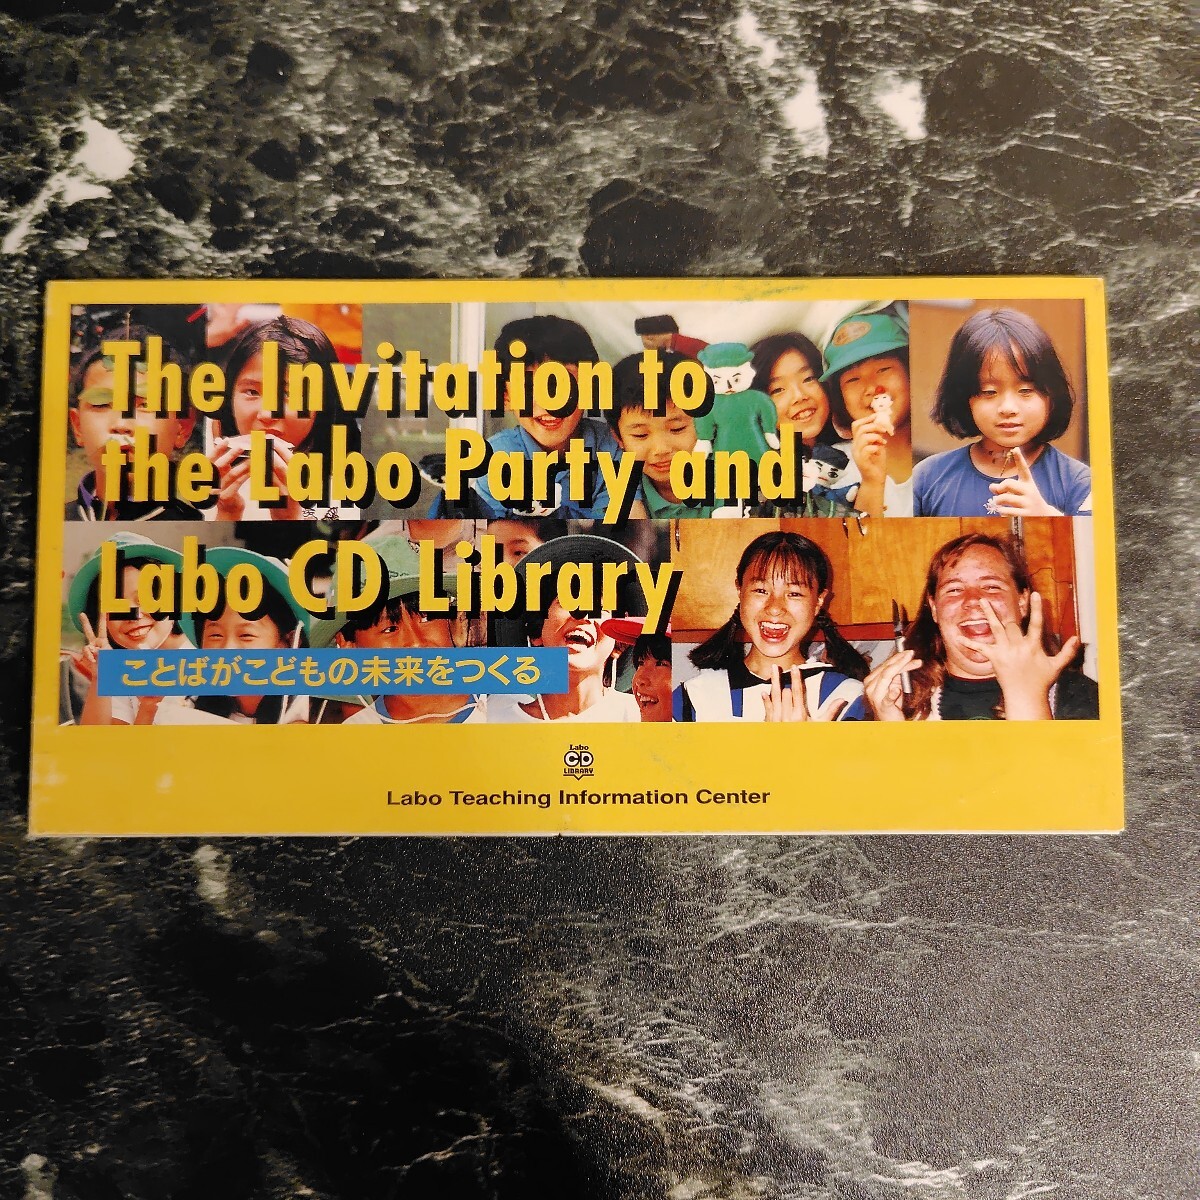 The Invitation to
the Labo Party and
Labo CD Library
ことばがこどもの未来をつくる
Labo
CD
LIBRARY
Labo Teaching Information Center